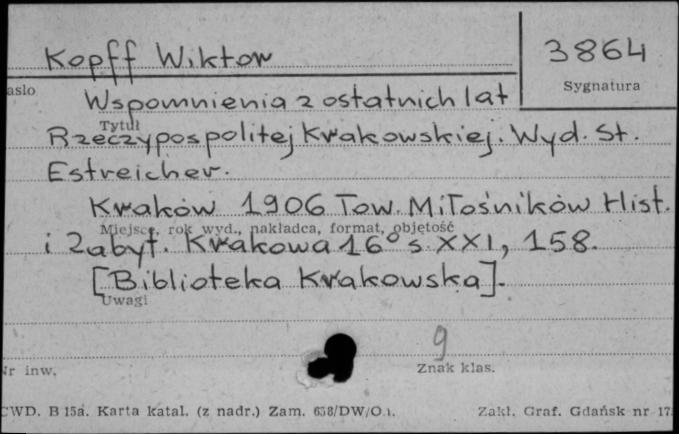 Kopff Wiktor
3864
asło
Sygnatura
Wspomnienia z ostatnich lat
Tytuł
Rzeczypospolitej Krakowskiej. Wyd. St.
Estreicher.
Kraków 1906 Tow. Miłośników Hist.
Miejsce, rok wyd., nakładca, format, objętość
i Zabyt. Krakowa 16° s. XXI, 158.
[Biblioteka Krakowska].
Uwagi
9
Nr inw.
Znak klas.
CWD. B 15a. Karta katal. (z nadr.) Zam. 638/DW/O.
Zakł. Graf. Gdańsk nr 17